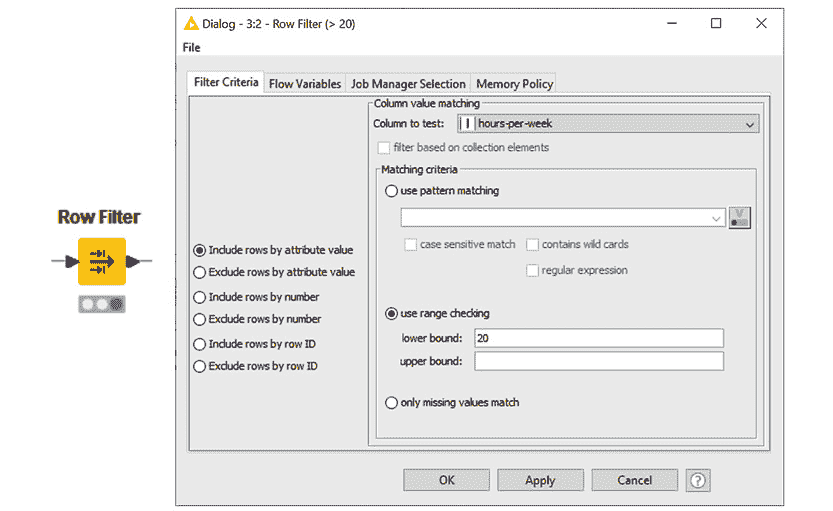 Dialog - 3:2 - Row Filter (> 20)
File
Filter Criteria
Flow Variables
Job Manager Selection
Memory Policy
Column value matching
Column to test:
I
hours-per-week
filter based on collection elements
Matching criteria
use pattern matching
case sensitive match
contains wild cards
regular expression
Row Filter
Include rows by attribute value
Exclude rows by attribute value
Include rows by number
Exclude rows by number
Include rows by row ID
Exclude rows by row ID
use range checking
lower bound:
20
upper bound:
only missing values match
OK
Apply
Cancel
?